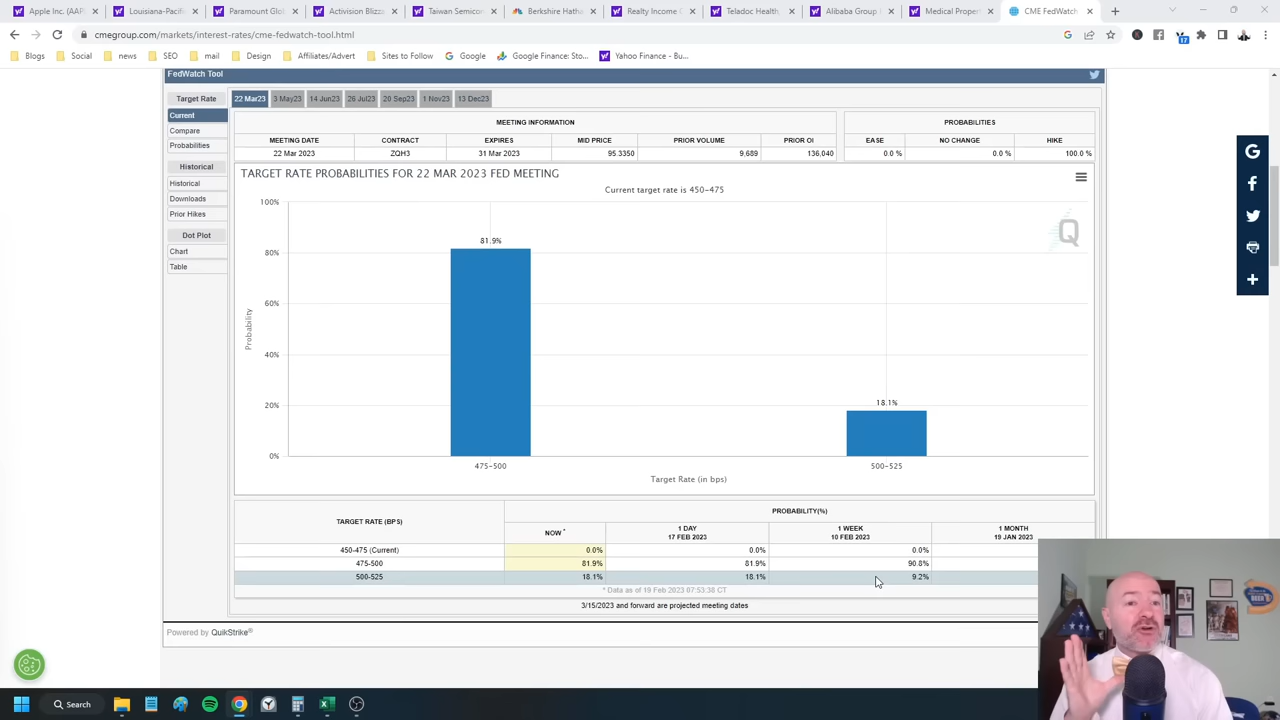 Apple Inc. (AAP
Louisiana-Pacifi
Paramount Glob
Activision Blizza
Taiwan Semicon
Berkshire Hatha
Realty Income C
Teladoc Health,
Alibaba Group H
Medical Propert
CME FedWatch
cmegroup.com/markets/interest-rates/cme-fedwatch-tool.html
17
Blogs
Social
news
SEO
mail
Design
Affiliates/Advert
Sites to Follow
Google
Google Finance: Sto...
Yahoo Finance - Bu...
FedWatch Tool
Target Rate
Current
Compare
Probabilities
Historical
Historical
Downloads
Prior Hikes
Dot Plot
Chart
Table
22 Mar23 3 May23 14 Jun23 26 Jul23 20 Sep23 1 Nov23 13 Dec23
MEETING INFORMATION
MEETING DATE CONTRACT EXPIRES MID PRICE PRIOR VOLUME PRIOR OI
22 Mar 2023 ZQH3 31 Mar 2023 95.3350 9,689 136,040
PROBABILITIES
EASE NO CHANGE HIKE
0.0 % 0.0 % 100.0 %
TARGET RATE PROBABILITIES FOR 22 MAR 2023 FED MEETING
Current target rate is 450-475
Q
100%
80%
60%
40%
20%
0%
Probability
81.9%
18.1%
475-500
500-525
Target Rate (in bps)
TARGET RATE (BPS)
PROBABILITY(%)
NOW *
1 DAY
17 FEB 2023
1 WEEK
10 FEB 2023
1 MONTH
19 JAN 2023
450-475 (Current) 0.0% 0.0% 0.0%
475-500 81.9% 81.9% 90.8%
500-525 18.1% 18.1% 9.2%
* Data as of 19 Feb 2023 07:53:38 CT
3/15/2023 and forward are projected meeting dates
Powered by QuikStrike®
Search